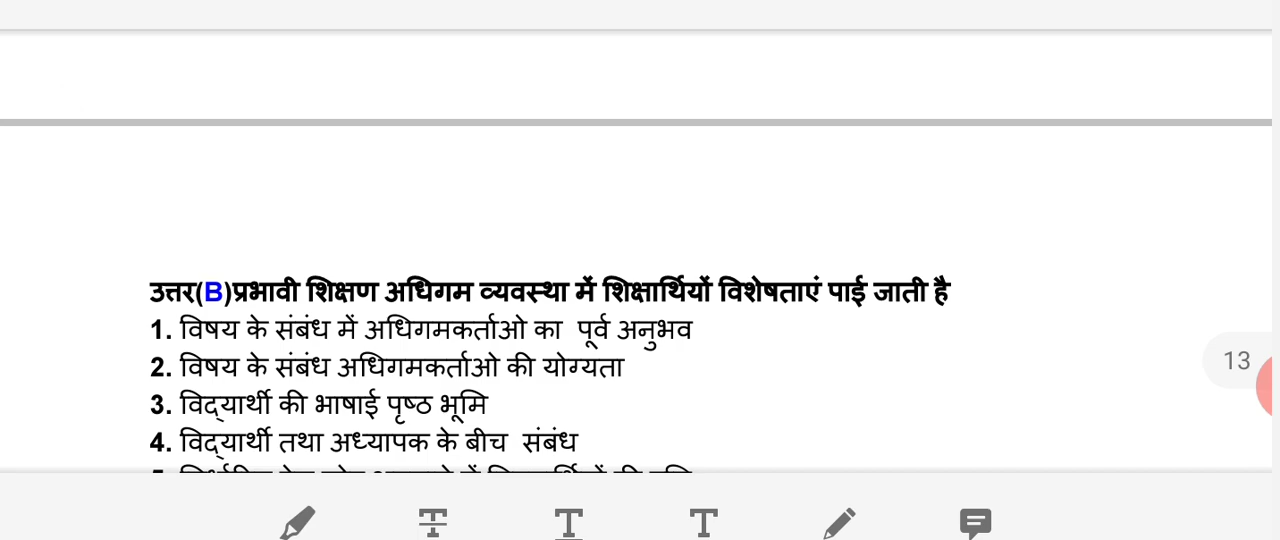 उत्तर(B)प्रभावी शिक्षण अधिगम व्यवस्था में शिक्षार्थियों विशेषताएं पाई जाती है
1. विषय के संबंध में अधिगमकर्ताओ का पूर्व अनुभव
2. विषय के संबंध अधिगमकर्ताओ की योग्यता
13
3. विद्यार्थी की भाषाई पृष्ठ भूमि
4. विद्यार्थी तथा अध्यापक के बीच संबंध